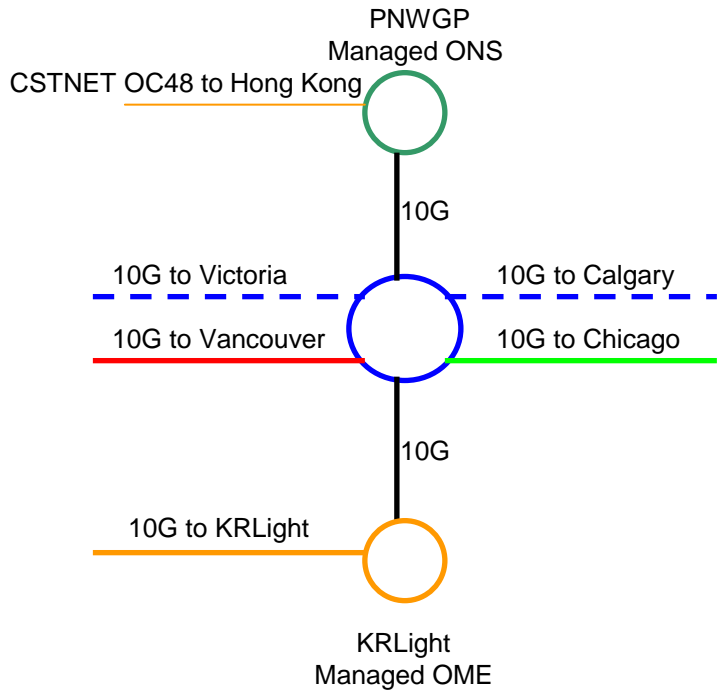 PNWGP
Managed ONS
CSTNET OC48 to Hong Kong
10G
10G to Victoria
10G to Calgary
10G to Vancouver
10G to Chicago
10G
10G to KRLight
KRLight
Managed OME